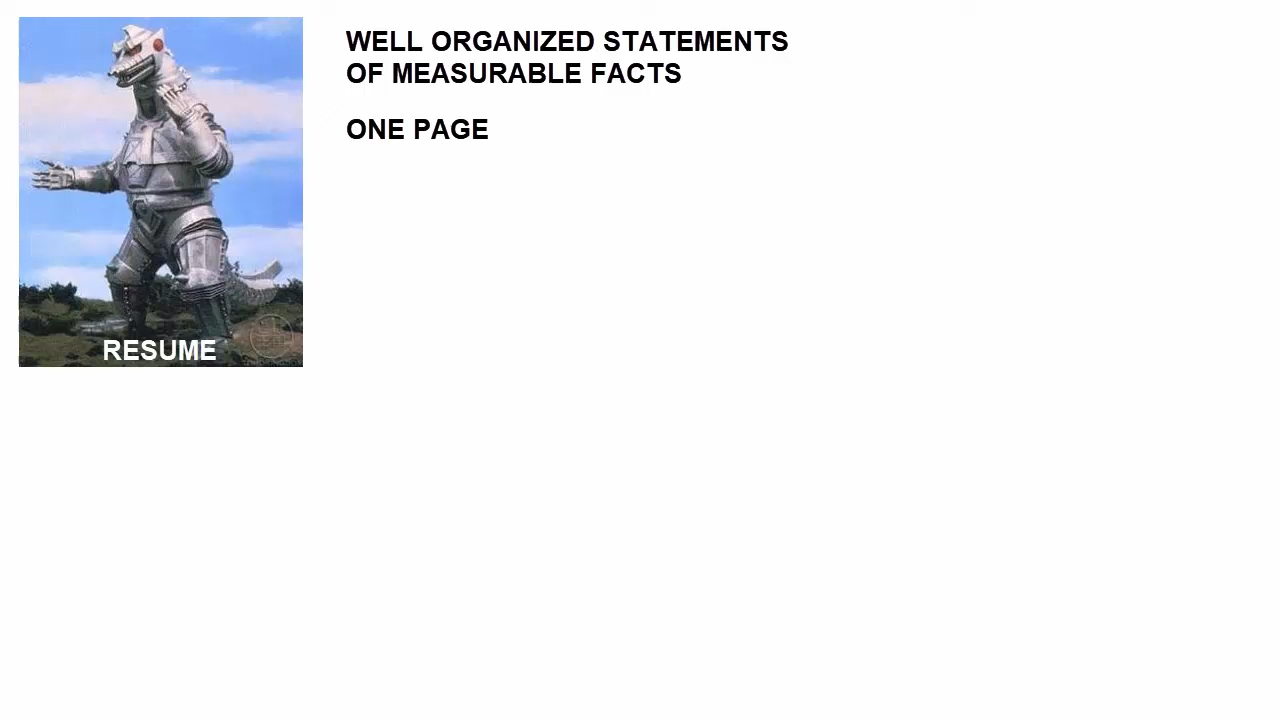 WELL ORGANIZED STATEMENTS
OF MEASURABLE FACTS
ONE PAGE
RESUME